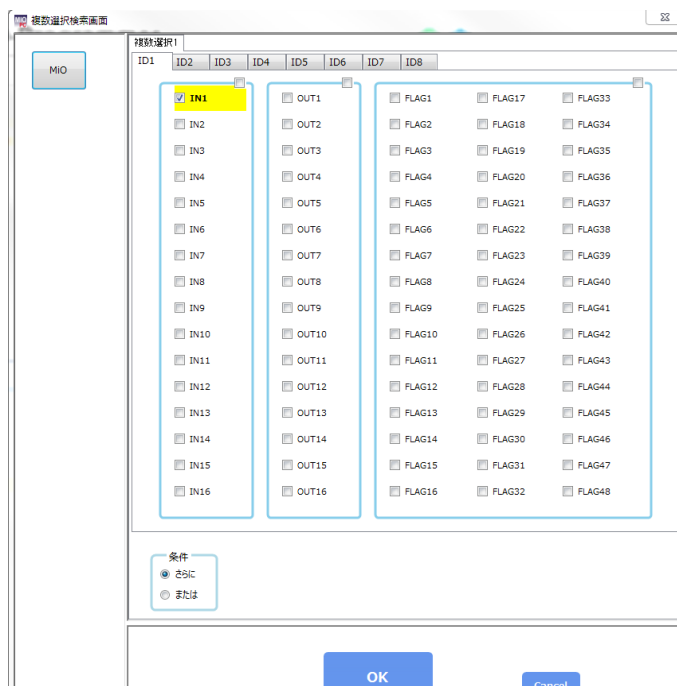 複数選択検索画面
MiO
複数選択1
ID1 ID2 ID3 ID4 ID5 ID6 ID7 ID8
IN1 OUT1 FLAG1 FLAG17 FLAG33
IN2 OUT2 FLAG2 FLAG18 FLAG34
IN3 OUT3 FLAG3 FLAG19 FLAG35
IN4 OUT4 FLAG4 FLAG20 FLAG36
IN5 OUT5 FLAG5 FLAG21 FLAG37
IN6 OUT6 FLAG6 FLAG22 FLAG38
IN7 OUT7 FLAG7 FLAG23 FLAG39
IN8 OUT8 FLAG8 FLAG24 FLAG40
IN9 OUT9 FLAG9 FLAG25 FLAG41
IN10 OUT10 FLAG10 FLAG26 FLAG42
IN11 OUT11 FLAG11 FLAG27 FLAG43
IN12 OUT12 FLAG12 FLAG28 FLAG44
IN13 OUT13 FLAG13 FLAG29 FLAG45
IN14 OUT14 FLAG14 FLAG30 FLAG46
IN15 OUT15 FLAG15 FLAG31 FLAG47
IN16 OUT16 FLAG16 FLAG32 FLAG48
条件
さらに
または
OK
Cancel